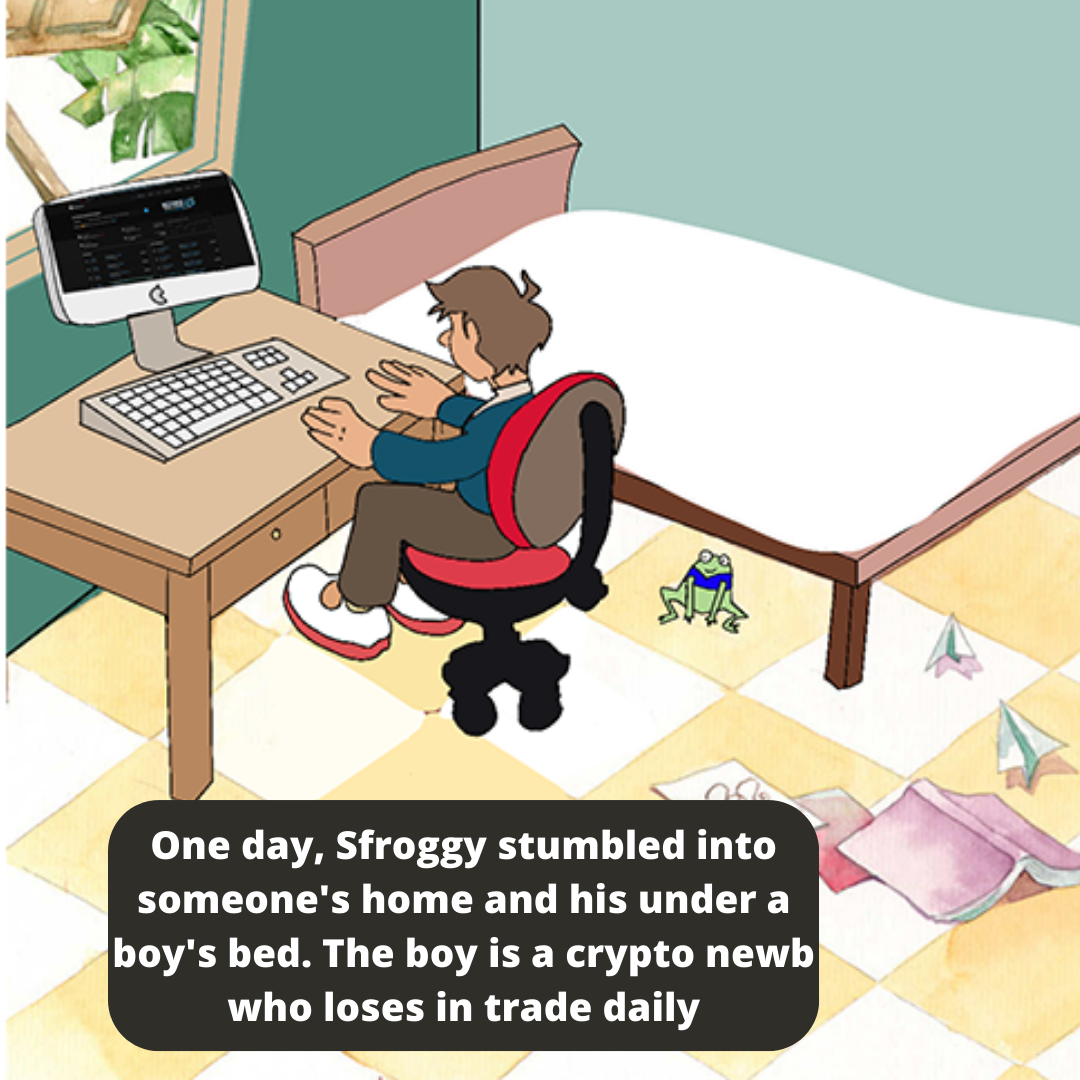 One day, Sfroggy stumbled into
someone's home and his under a
boy's bed. The boy is a crypto newb
who loses in trade daily